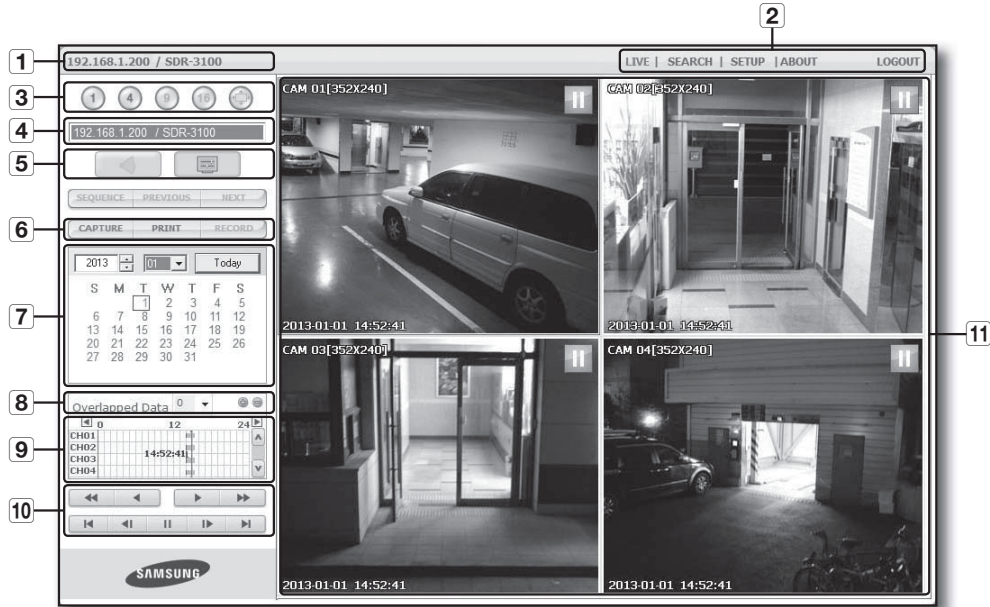 2
1
192.168.1.200 / SDR-3100
LIVE | SEARCH | SETUP | ABOUT LOGOUT
3
1 4 9 16
4
192.168.1.200 / SDR-3100
5
SEQUENCE PREVIOUS NEXT
6
CAPTURE PRINT RECORD
7
2013 01 Today
S M T W T F S
1 2 3 4 5
6 7 8 9 10 11 12
13 14 15 16 17 18 19
20 21 22 23 24 25 26
27 28 29 30 31
8
Overlapped Data 0
9
0 12 24
CH01
CH02
CH03
CH04
14:52:41
10
SAMSUNG
CAM 01[352X240]
2013-01-01 14:52:41
CAM 02[352X240]
2013-01-01 14:52:41
CAM 03[352X240]
2013-01-01 14:52:41
CAM 04[352X240]
2013-01-01 14:52:41
11